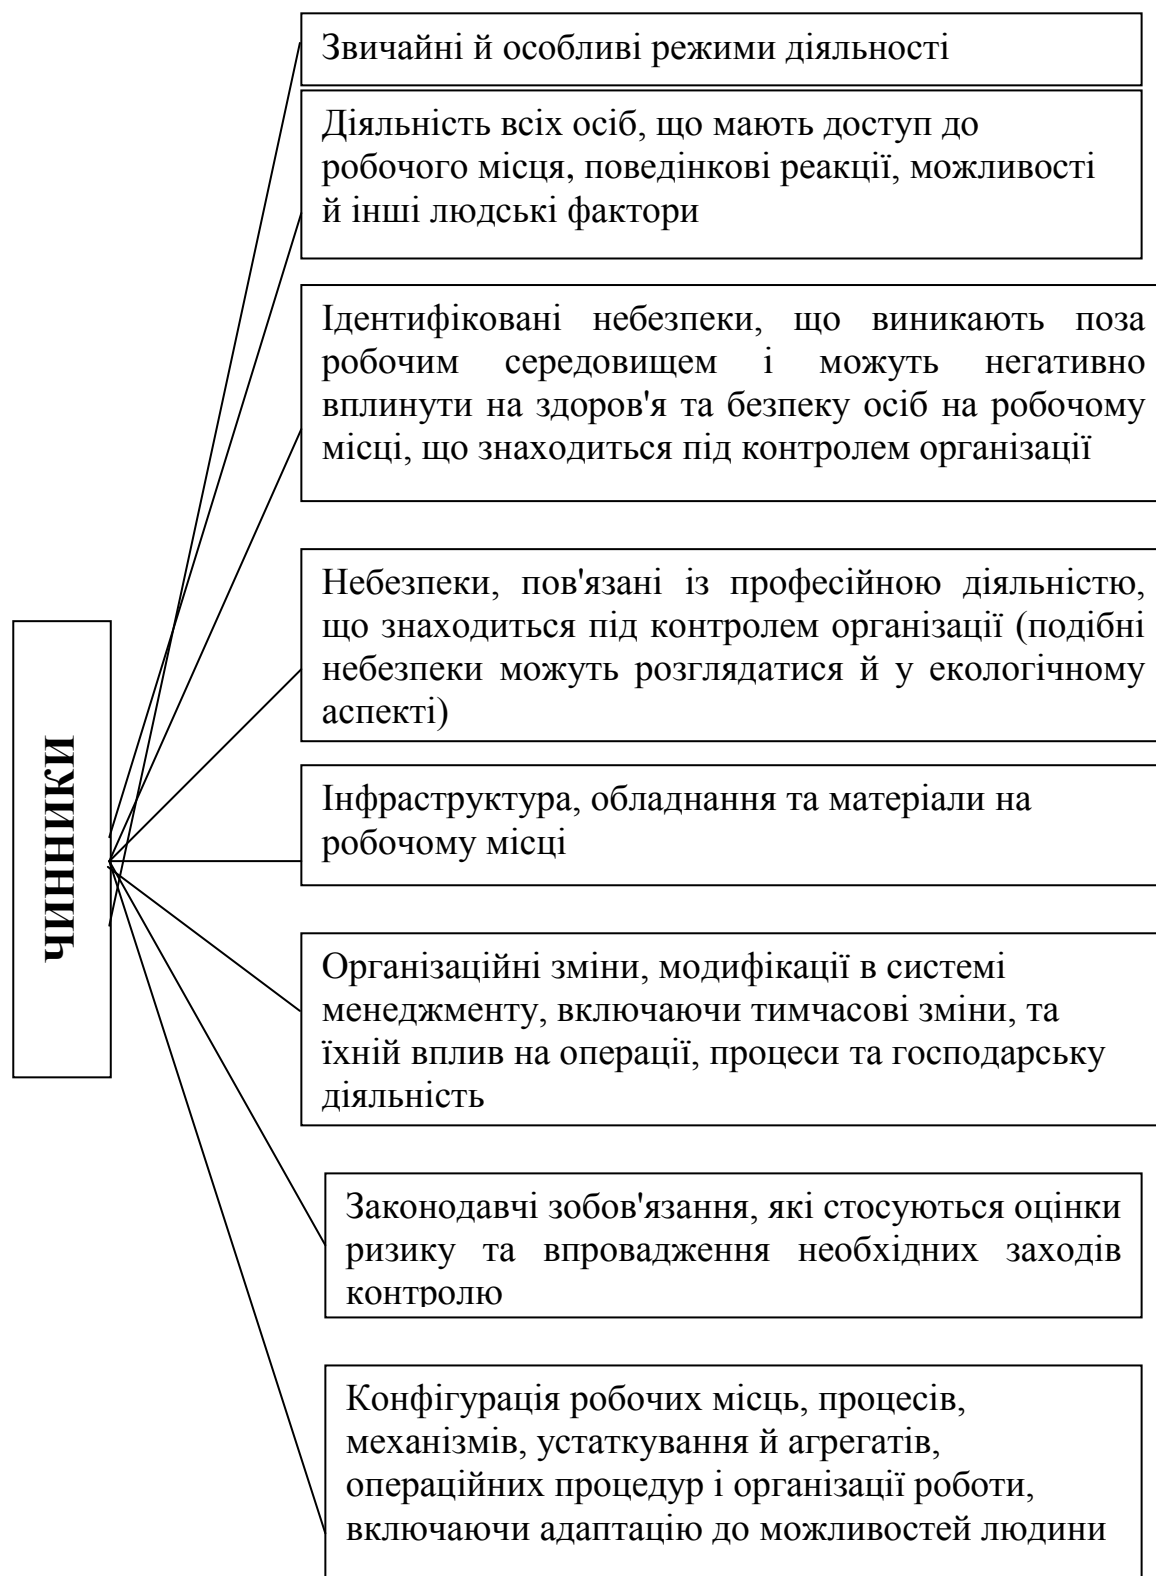 Звичайні й особливі режими діяльності
Діяльність всіх осіб, що мають доступ до
робочого місця, поведінкові реакції, можливості
й інші людські фактори
Ідентифіковані небезпеки, що виникають поза
робочим середовищем і можуть негативно
вплинути на здоров'я та безпеку осіб на робочому
місці, що знаходиться під контролем організації
Небезпеки, пов'язані із професійною діяльністю,
що знаходиться під контролем організації (подібні
небезпеки можуть розглядатися й у екологічному
аспекті)
ЧИННИКИ
Інфраструктура, обладнання та матеріали на
робочому місці
Організаційні зміни, модифікації в системі
менеджменту, включаючи тимчасові зміни, та
їхній вплив на операції, процеси та господарську
діяльність
Законодавчі зобов'язання, які стосуються оцінки
ризику та впровадження необхідних заходів
контролю
Конфігурація робочих місць, процесів,
механізмів, устаткування й агрегатів,
операційних процедур і організації роботи,
включаючи адаптацію до можливостей людини